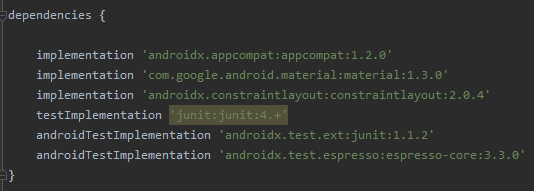 dependencies {
implementation 'androidx.appcompat:appcompat:1.2.0'
implementation 'com.google.android.material:material:1.3.0'
implementation 'androidx.constraintlayout:constraintlayout:2.0.4'
testImplementation 'junit:junit:4.+'
androidTestImplementation 'androidx.test.ext:junit:1.1.2'
androidTestImplementation 'androidx.test.espresso:espresso-core:3.3.0'
}